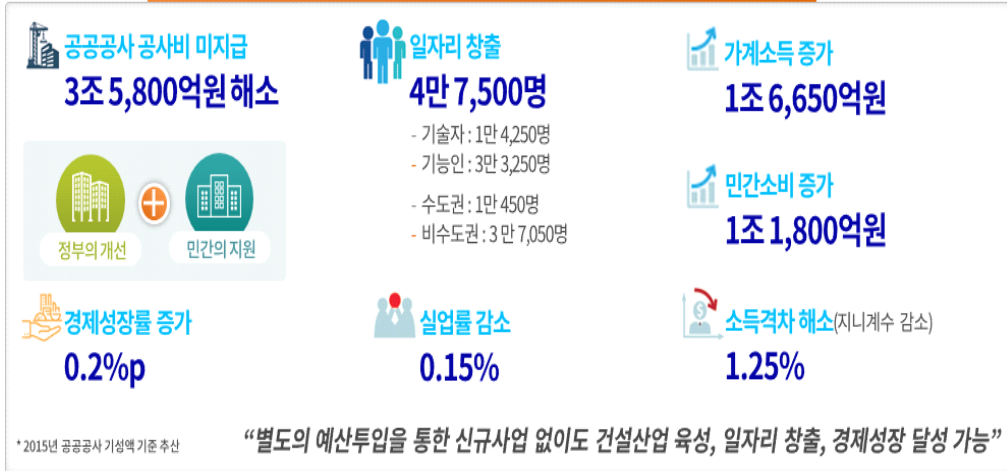 공공공사 공사비 미지급
3조 5,800억원 해소
정부의 개선
민간의 지원
일자리 창출
4만 7,500명
- 기술자 : 1만 4,250명
- 기능인 : 3만 3,250명
- 수도권 : 1만 450명
- 비수도권 : 3만 7,050명
가계소득 증가
1조 6,650억원
민간소비 증가
1조 1,800억원
경제성장률 증가
0.2%p
실업률 감소
0.15%
소득격차 해소(지니계수 감소)
1.25%
* 2015년 공공공사 기성액 기준 추산
“별도의 예산투입을 통한 신규사업 없이도 건설산업 육성, 일자리 창출, 경제성장 달성 가능”